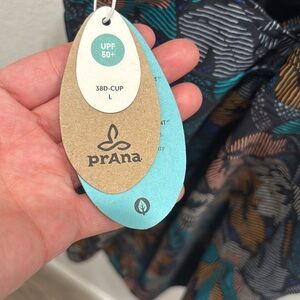 UPF
50+
38D-CUP
L
prAna